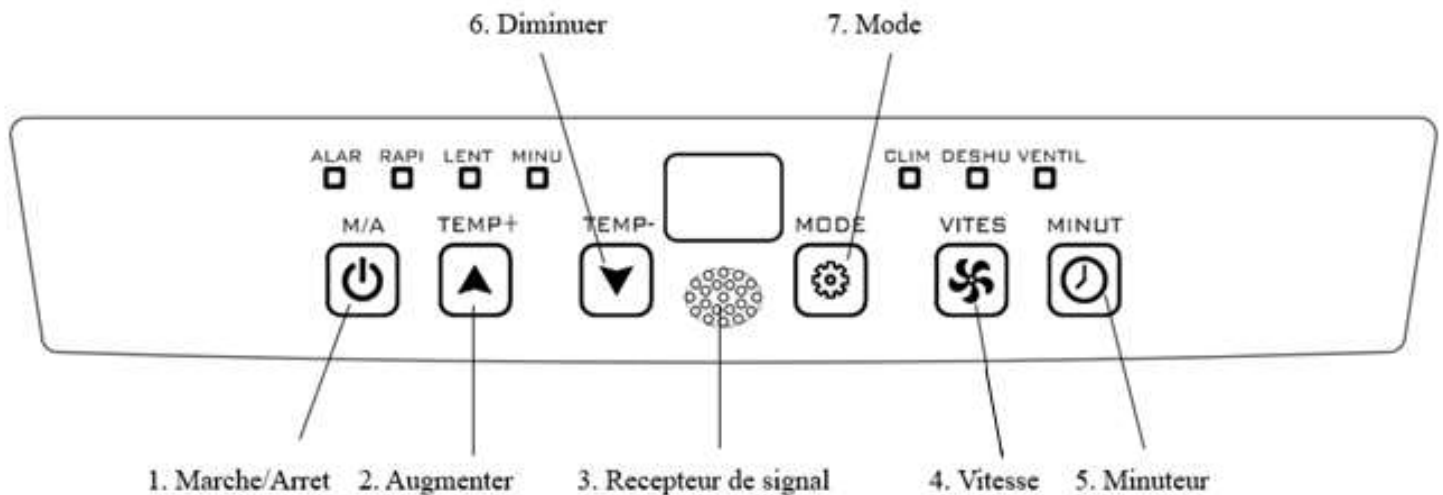 6. Diminuer 7. Mode
ALAR RAPI LENT MINU CLIM DESHU VENTIL
M/A TEMP+ TEMP- MODE VITES MINUT
1. Marche/Arret 2. Augmenter 3. Recepteur de signal 4. Vitesse 5. Minuteur